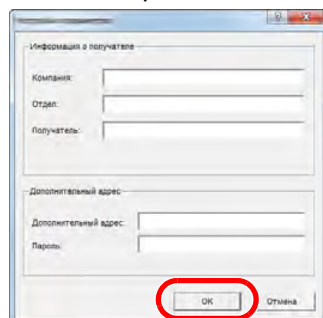 Информация о получателе
Компания:
Отдел:
Получатель:
Дополнительный адрес
Дополнительный адрес:
Пароль:
OK
Отмена